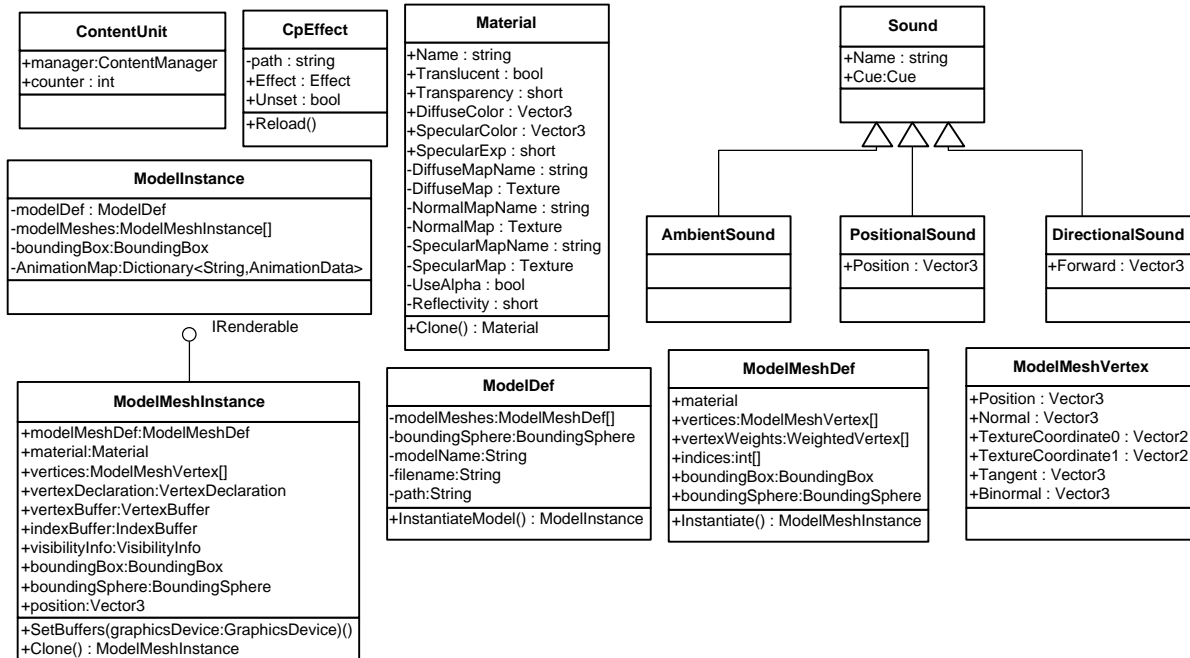 ContentUnit
+manager:ContentManager
+counter : int
CpEffect
-path : string
+Effect : Effect
+Unset : bool
+Reload()
Material
+Name : string
+Translucent : bool
+Transparency : short
+DiffuseColor : Vector3
+SpecularColor : Vector3
+SpecularExp : short
-DiffuseMapName : string
-DiffuseMap : Texture
-NormalMapName : string
-NormalMap : Texture
-SpecularMapName : string
-SpecularMap : Texture
-UseAlpha : bool
-Reflectivity : short
+Clone() : Material
Sound
+Name : string
+Cue:Cue
ModelInstance
-modelDef : ModelDef
-modelMeshes:ModelMeshInstance[]
-boundingBox:BoundingBox
-AnimationMap:Dictionary<String,AnimationData>
AmbientSound
PositionalSound
+Position : Vector3
DirectionalSound
+Forward : Vector3
IRenderable
ModelMeshInstance
+modelMeshDef:ModelMeshDef
+material:Material
+vertices:ModelMeshVertex[]
+vertexDeclaration:VertexDeclaration
+vertexBuffer:VertexBuffer
+indexBuffer:IndexBuffer
+visibilityInfo:VisibilityInfo
+boundingBox:BoundingBox
+boundingSphere:BoundingSphere
+position:Vector3
+SetBuffers(graphicsDevice:GraphicsDevice)()
+Clone() : ModelMeshInstance
ModelDef
-modelMeshes:ModelMeshDef[]
-boundingSphere:BoundingSphere
-modelName:String
-filename:String
-path:String
+InstantiateModel() : ModelInstance
ModelMeshDef
+material
+vertices:ModelMeshVertex[]
+vertexWeights:WeightedVertex[]
+indices:int[]
+boundingBox:BoundingBox
+boundingSphere:BoundingSphere
+Instantiate() : ModelMeshInstance
ModelMeshVertex
+Position : Vector3
+Normal : Vector3
+TextureCoordinate0 : Vector2
+TextureCoordinate1 : Vector2
+Tangent : Vector3
+Binormal : Vector3